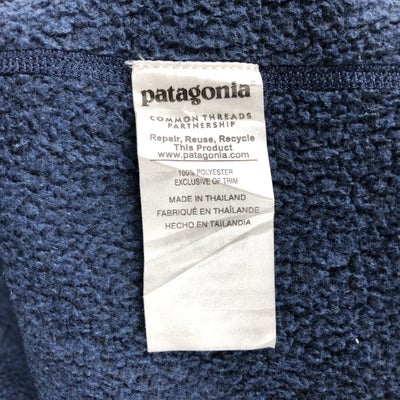 patagonia
COMMON THREADS
PARTNERSHIP
Repair, Reuse, Recycle
This Product
www.patagonia.com
100% POLYESTER
EXCLUSIVE OF TRIM
MADE IN THAILAND
FABRIQUÉ EN THAÏLANDE
HECHO EN TAILANDIA